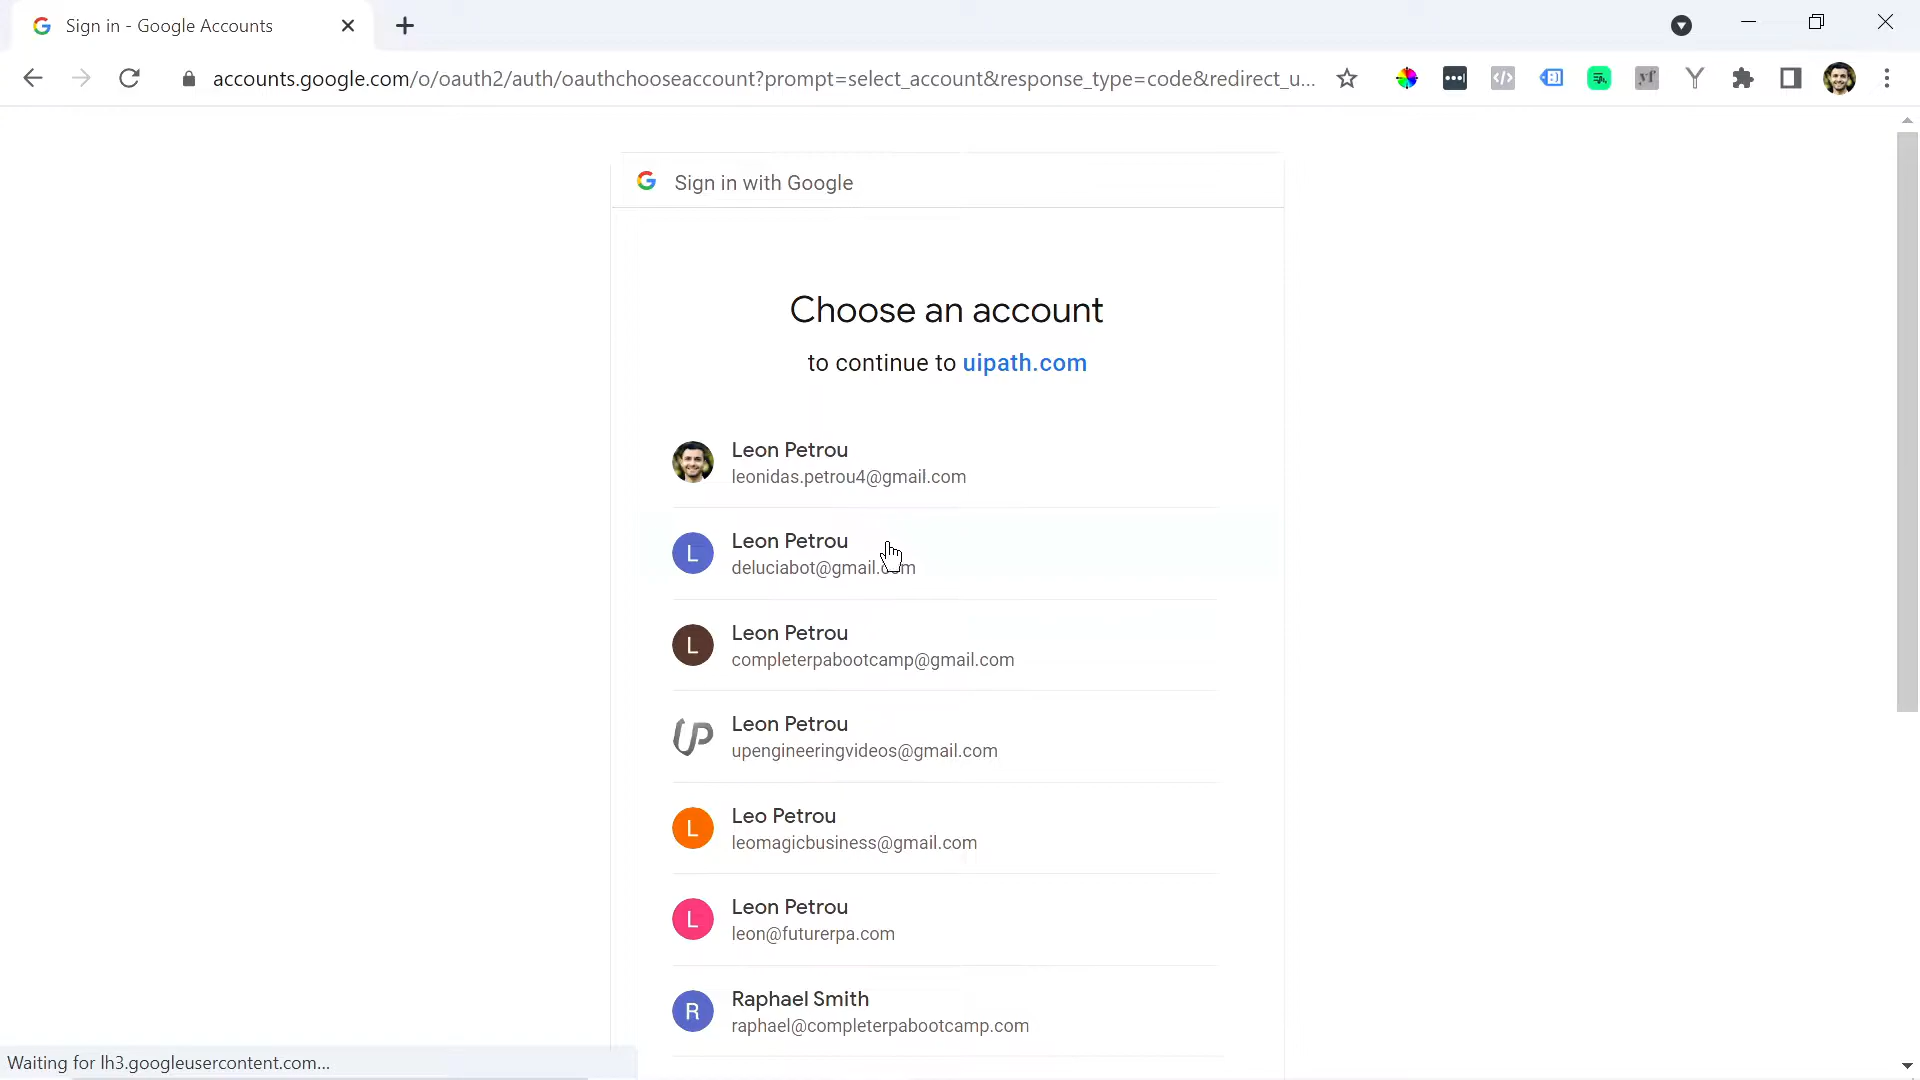 Sign in - Google Accounts
accounts.google.com/o/oauth2/auth/oauthchooseaccount?prompt=select_account&response_type=code&redirect_u...
yf
Y
Sign in with Google
Choose an account
to continue to uipath.com
Leon Petrou
leonidas.petrou4@gmail.com
L
Leon Petrou
deluciabot@gmail.com
L
Leon Petrou
completerpabootcamp@gmail.com
UP
Leon Petrou
upengineeringvideos@gmail.com
L
Leo Petrou
leomagicbusiness@gmail.com
L
Leon Petrou
leon@futurerpa.com
R
Raphael Smith
raphael@completerpabootcamp.com
Waiting for lh3.googleusercontent.com...